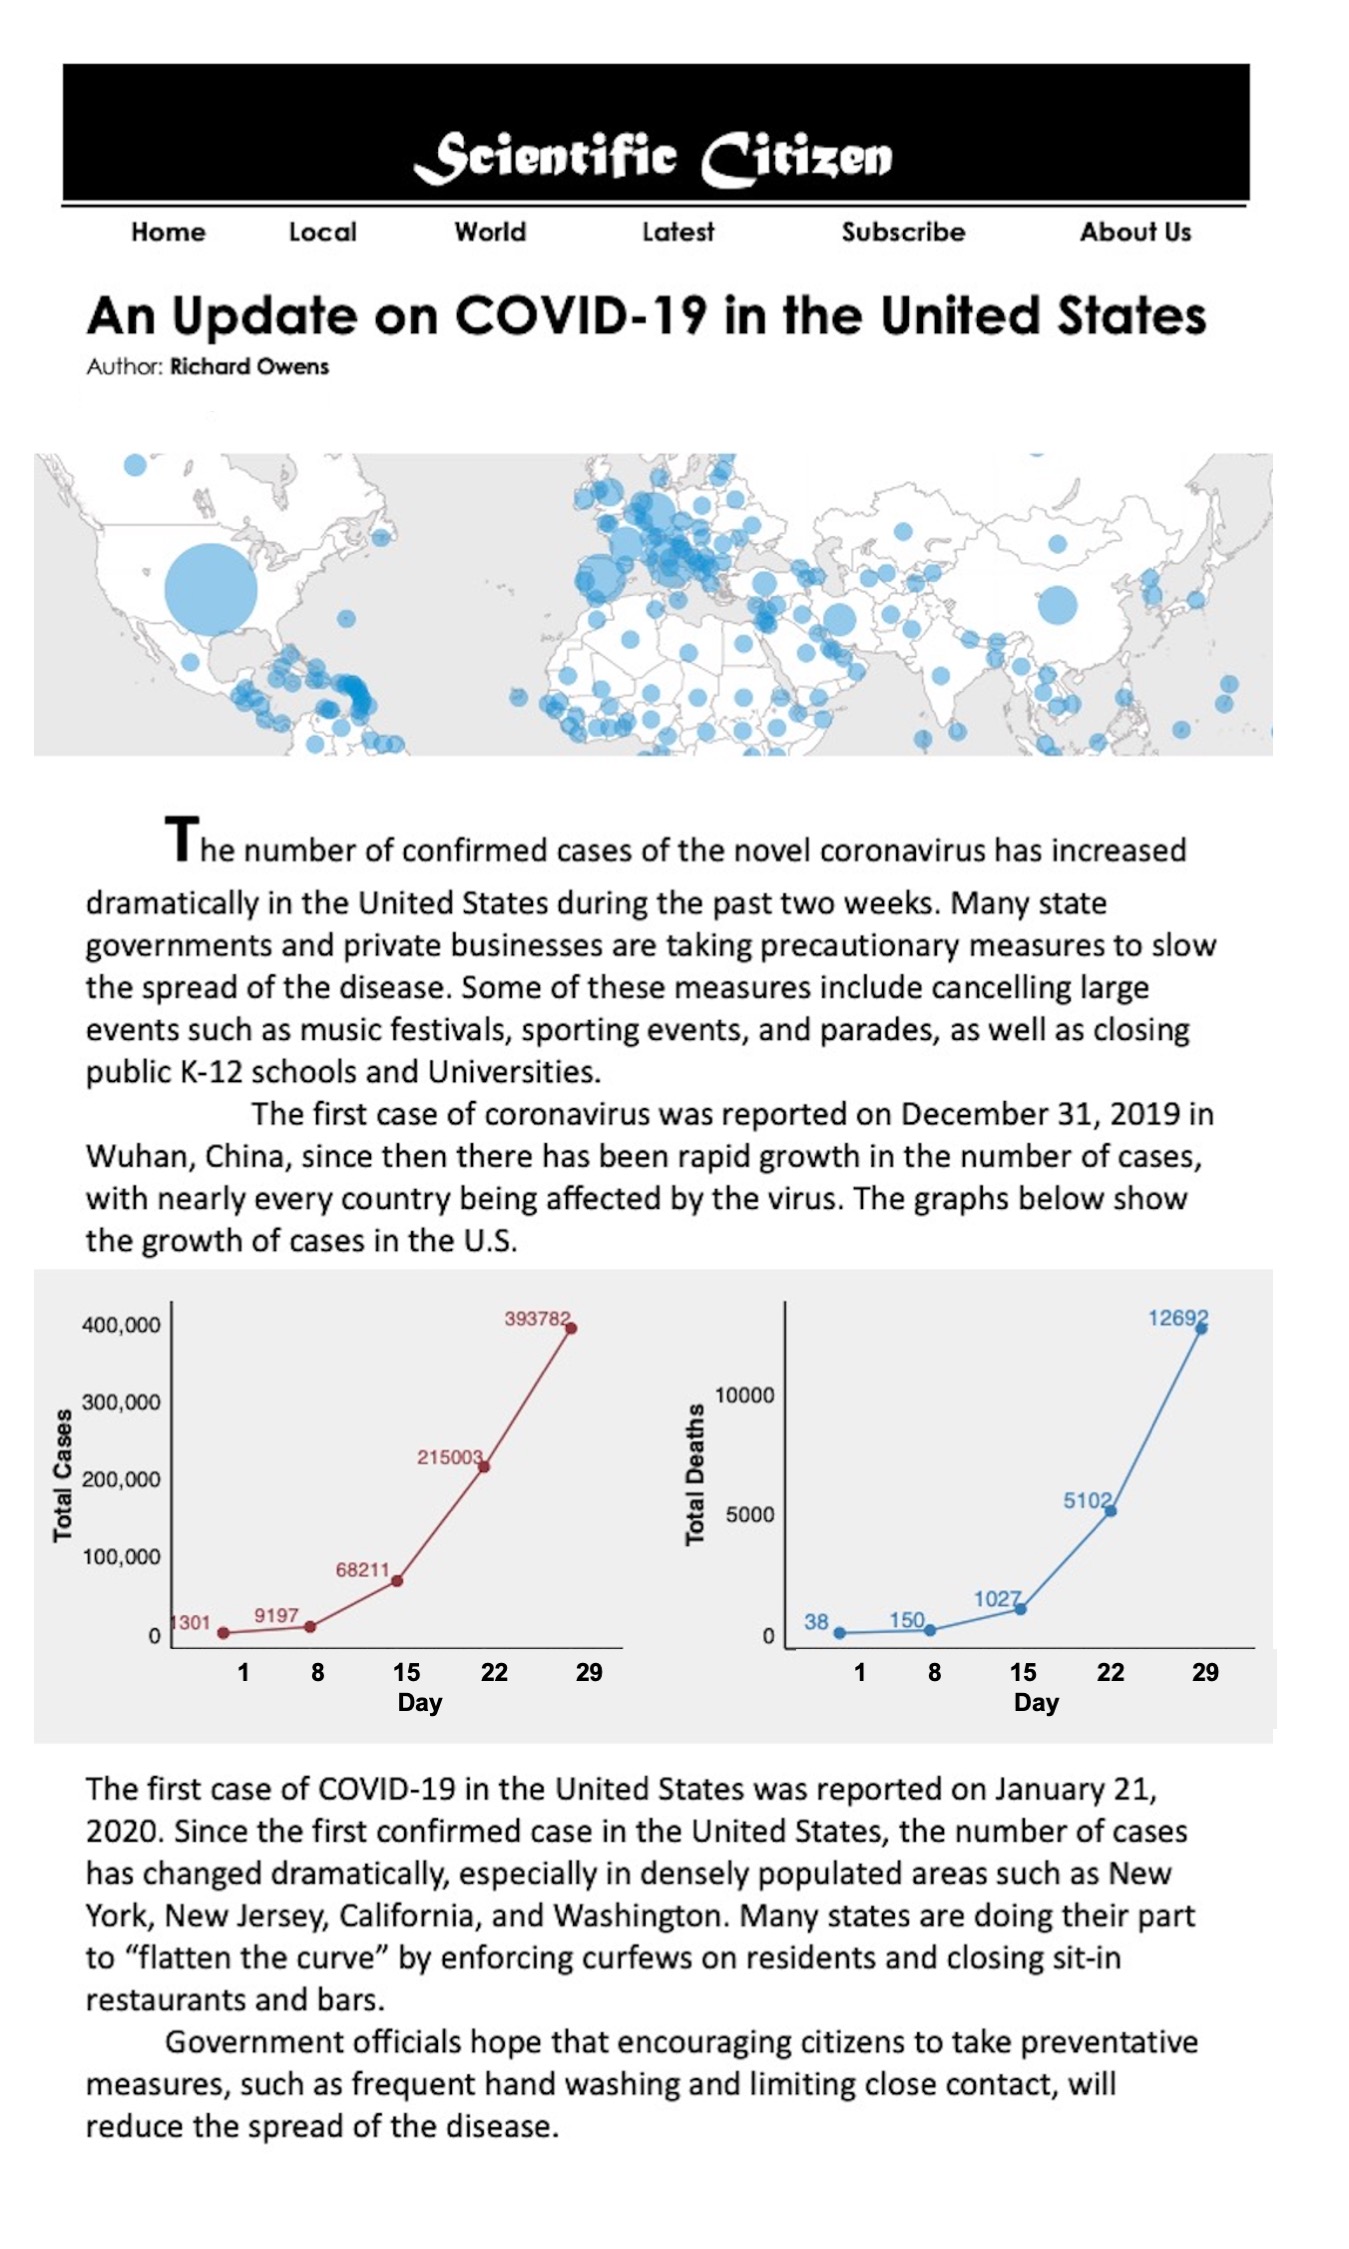 Scientific Citizen
Home Local World Latest Subscribe About Us
An Update on COVID-19 in the United States
Author: Richard Owens
The number of confirmed cases of the novel coronavirus has increased
dramatically in the United States during the past two weeks. Many state
governments and private businesses are taking precautionary measures to slow
the spread of the disease. Some of these measures include cancelling large
events such as music festivals, sporting events, and parades, as well as closing
public K-12 schools and Universities.
The first case of coronavirus was reported on December 31, 2019 in
Wuhan, China, since then there has been rapid growth in the number of cases,
with nearly every country being affected by the virus. The graphs below show
the growth of cases in the U.S.
Total Cases
400,000
300,000
200,000
100,000
0
1301
9197
68211
215003
393782
1 8 15 22 29
Day
Total Deaths
10000
5000
0
38
150
1027
5102
12692
1 8 15 22 29
Day
The first case of COVID-19 in the United States was reported on January 21,
2020. Since the first confirmed case in the United States, the number of cases
has changed dramatically, especially in densely populated areas such as New
York, New Jersey, California, and Washington. Many states are doing their part
to “flatten the curve” by enforcing curfews on residents and closing sit-in
restaurants and bars.
Government officials hope that encouraging citizens to take preventative
measures, such as frequent hand washing and limiting close contact, will
reduce the spread of the disease.